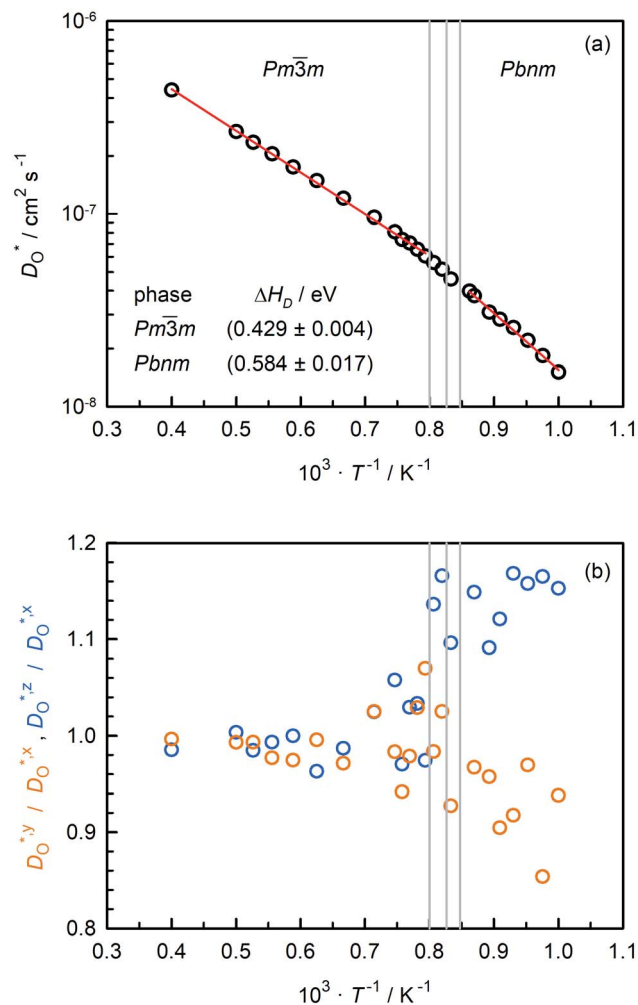 10⁻⁶
(a)
Pm3̅m
Pbnm
10⁻⁷
D_O* / cm² s⁻¹
phase ΔH_D / eV
Pm3̅m (0.429 ± 0.004)
Pbnm (0.584 ± 0.017)
10⁻⁸
0.3 0.4 0.5 0.6 0.7 0.8 0.9 1.0 1.1
10³ · T⁻¹ / K⁻¹
1.2
(b)
1.1
1.0
0.9
0.8
D_O*,y / D_O*,x , D_O*,z / D_O*,x
0.3 0.4 0.5 0.6 0.7 0.8 0.9 1.0 1.1
10³ · T⁻¹ / K⁻¹